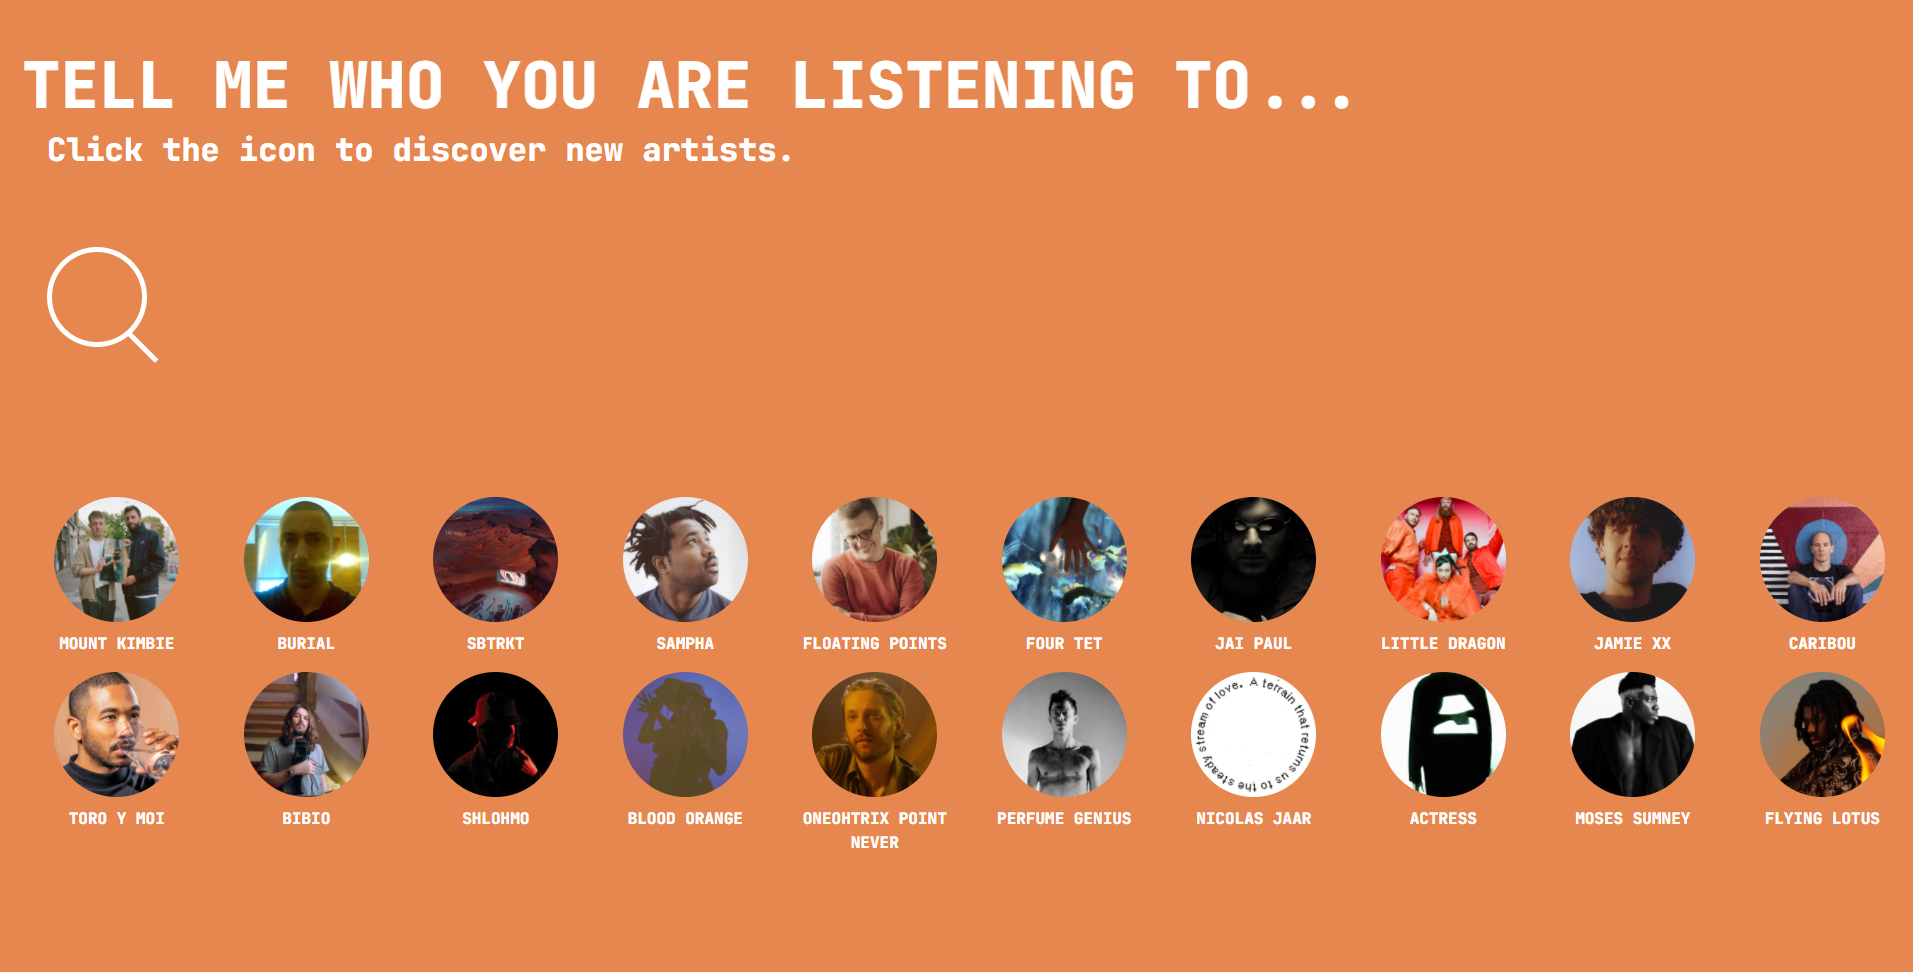 TELL ME WHO YOU ARE LISTENING TO...
Click the icon to discover new artists.
MOUNT KIMBIE
BURIAL
SBTRKT
SAMPHA
FLOATING POINTS
FOUR TET
JAI PAUL
LITTLE DRAGON
JAMIE XX
CARIBOU
A terrain that returns us to the steady stream of love.
TORO Y MOI
BIBIO
SHLOHMO
BLOOD ORANGE
ONEOHTRIX POINT
NEVER
PERFUME GENIUS
NICOLAS JAAR
ACTRESS
MOSES SUMNEY
FLYING LOTUS